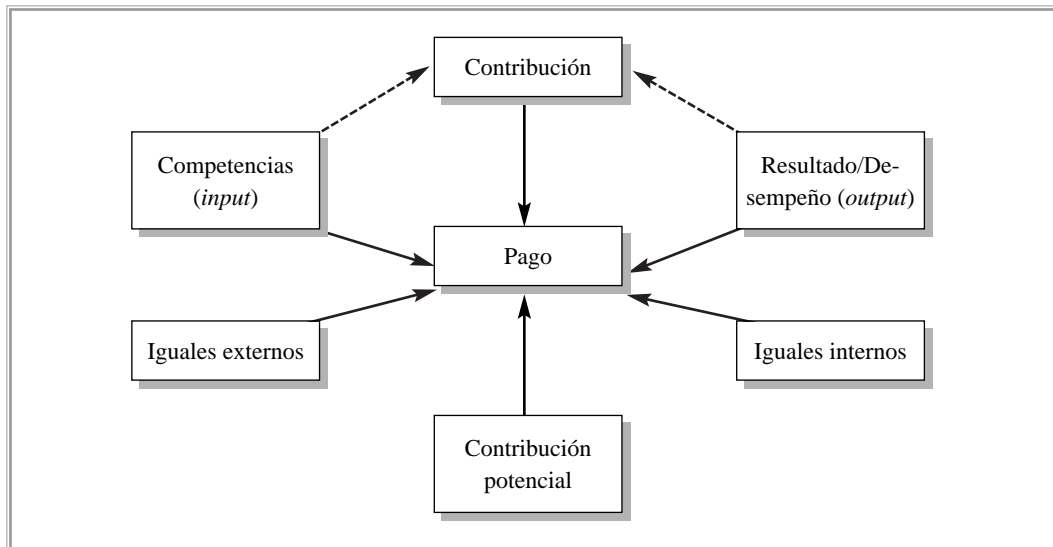 Contribución
Competencias
(input)
Resultado/De-
sempeño (output)
Pago
Iguales externos
Iguales internos
Contribución
potencial